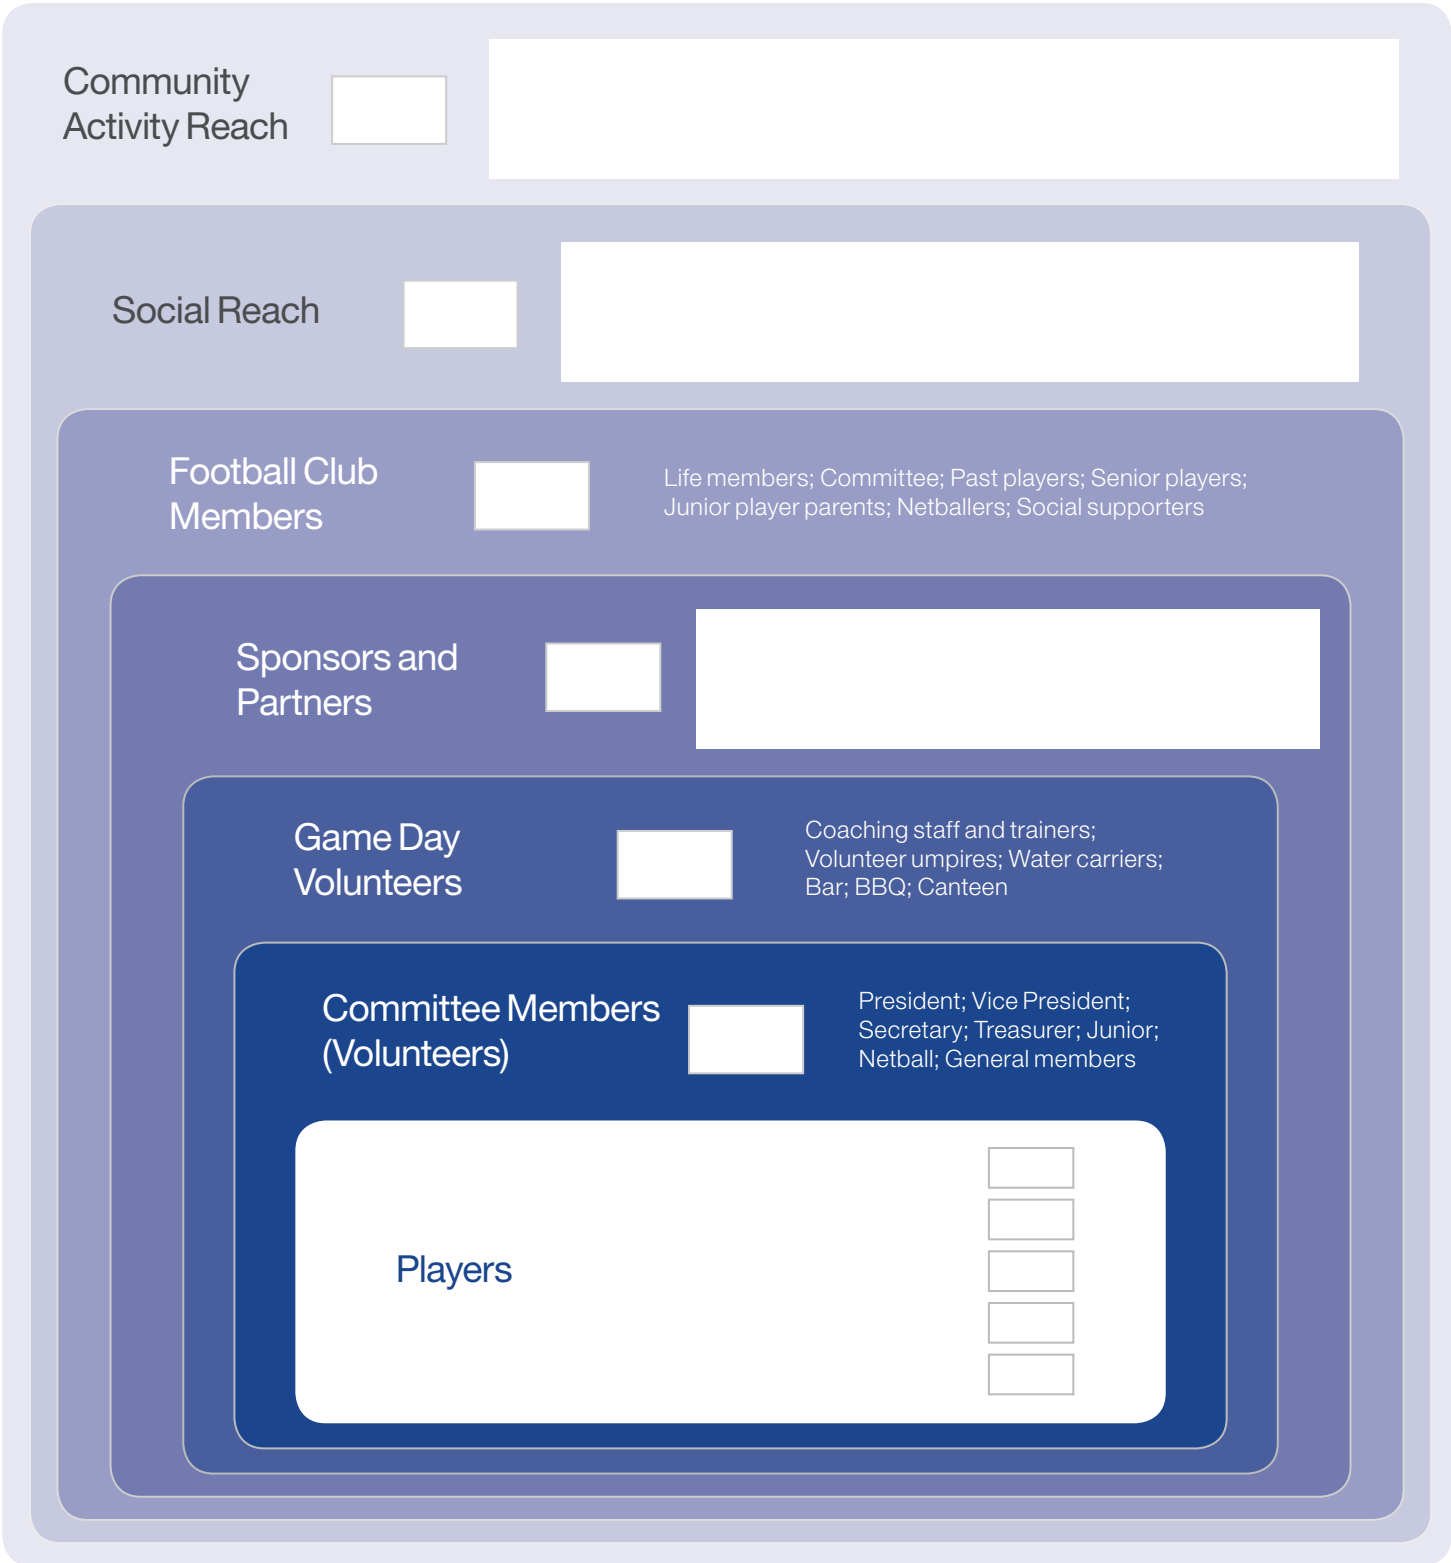 Community
Activity Reach
Social Reach
Football Club
Members
Life members; Committee; Past players; Senior players;
Junior player parents; Netballers; Social supporters
Sponsors and
Partners
Game Day
Volunteers
Coaching staff and trainers;
Volunteer umpires; Water carriers;
Bar; BBQ; Canteen
Committee Members
(Volunteers)
President; Vice President;
Secretary; Treasurer; Junior;
Netball; General members
Players